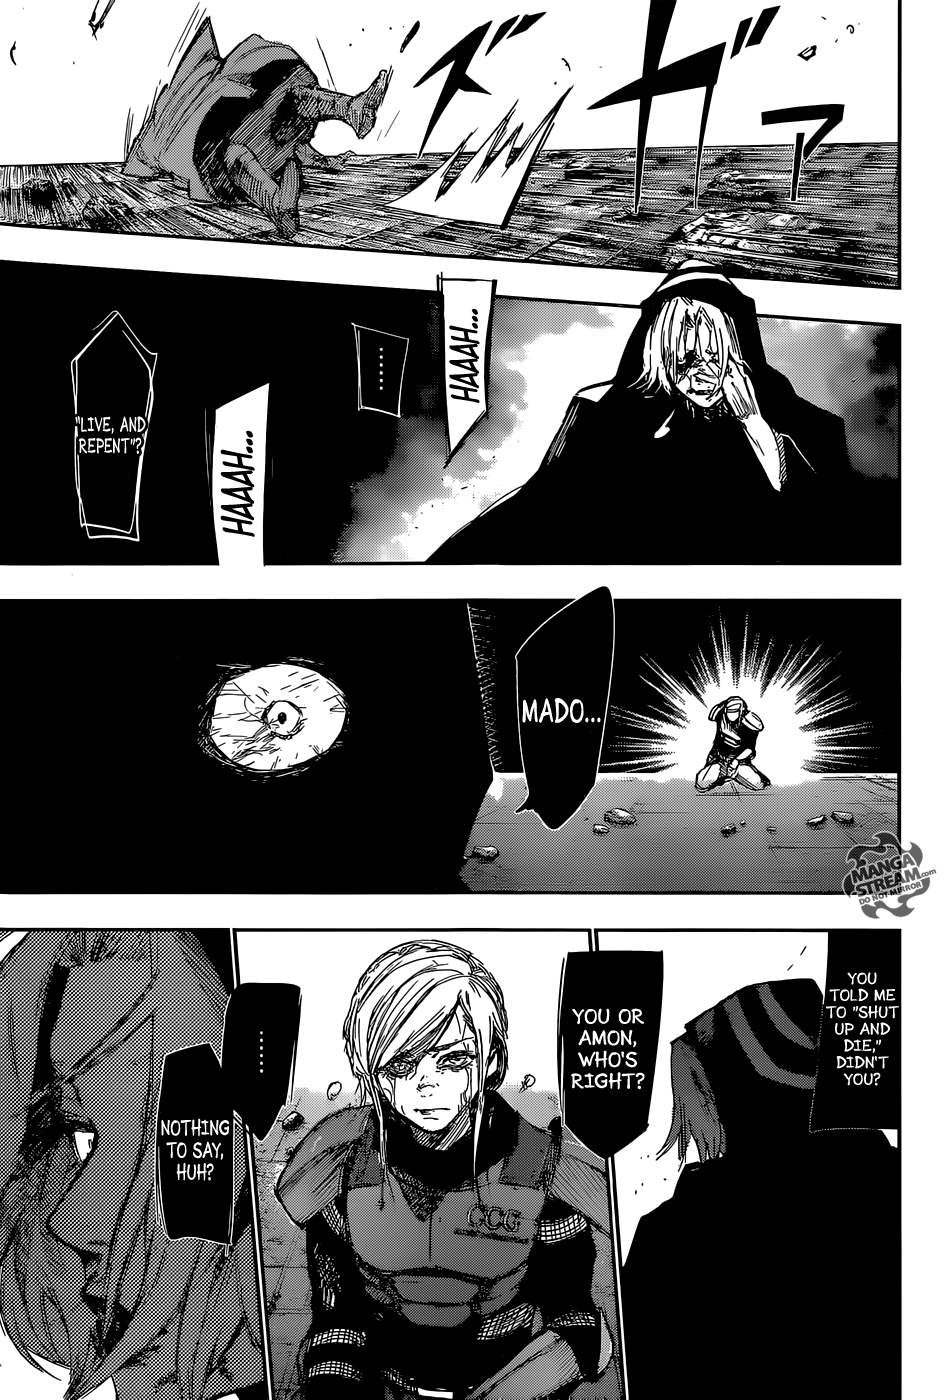 ズガァ
HAAAH...
......
HAAAH...
"LIVE, AND
REPENT"?
MADO...
MANGA
STREAM.com
DO NOT MIRROR
YOU
TOLD ME
TO "SHUT
UP AND
DIE,"
DIDN'T
YOU?
YOU OR
AMON,
WHO'S
RIGHT?
CCG
.....
NOTHING
TO SAY,
HUH?